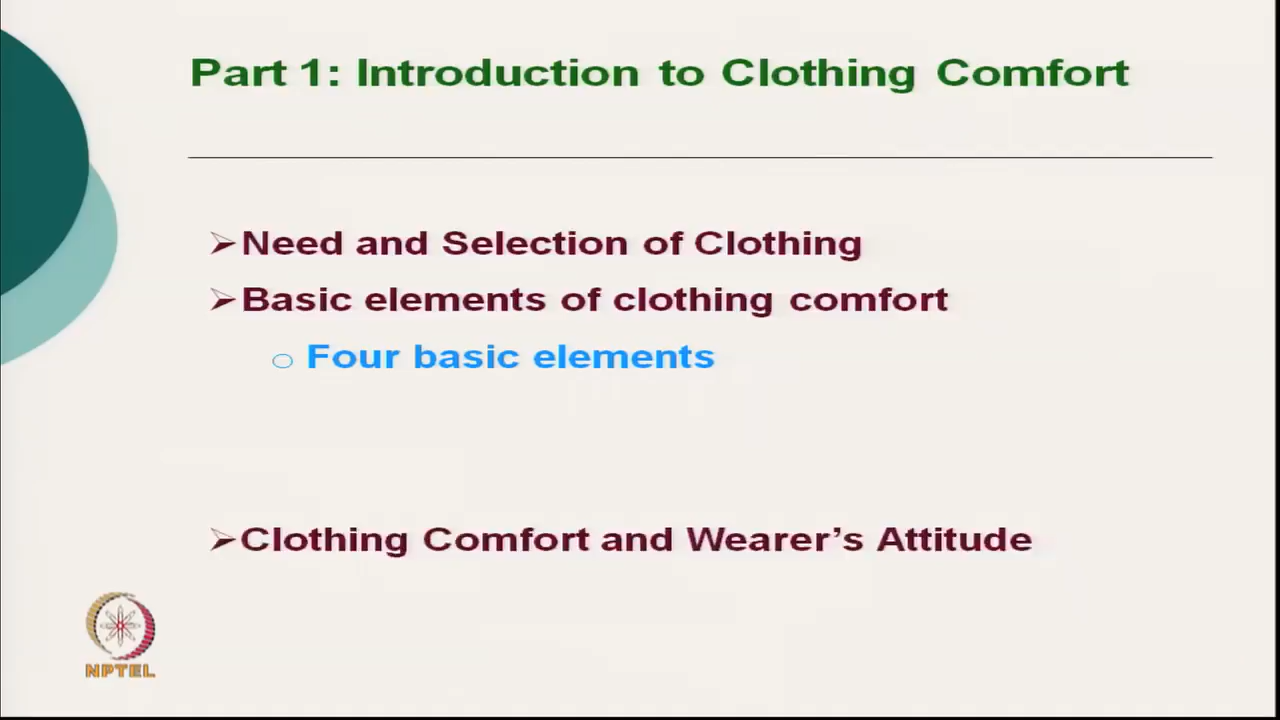 Part 1: Introduction to Clothing Comfort
➢Need and Selection of Clothing
➢Basic elements of clothing comfort
○ Four basic elements
➢Clothing Comfort and Wearer’s Attitude
NPTEL